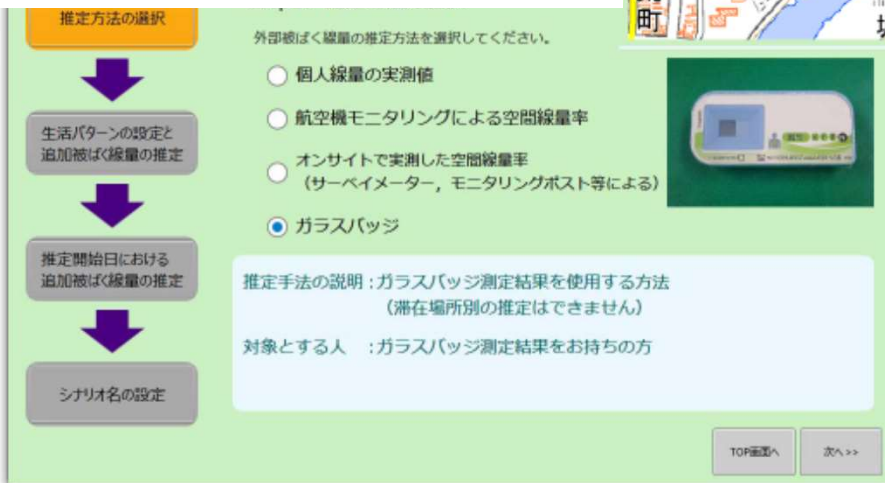 推定方法の選択
外部被ばく線量の推定方法を選択してください。
個人線量の実測値
航空機モニタリングによる空間線量率
オンサイトで実測した空間線量率
（サーベイメーター，モニタリングポスト等による）
ガラスバッジ
生活パターンの設定と
追加被ばく線量の推定
推定開始日における
追加被ばく線量の推定
シナリオ名の設定
推定手法の説明：ガラスバッジ測定結果を使用する方法
（滞在場所別の推定はできません）
対象とする人　：ガラスバッジ測定結果をお持ちの方
TOP画面へ
次へ>>
町